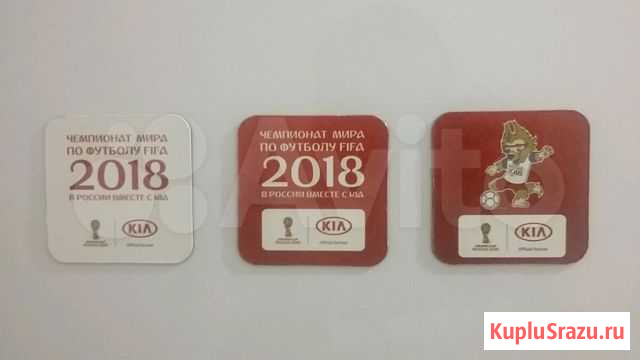 ЧЕМПИОНАТ МИРА
ПО ФУТБОЛУ FIFA
2018
В РОССИИ ВМЕСТЕ С KIA
KIA
ЧЕМПИОНАТ МИРА
ПО ФУТБОЛУ FIFA
2018
В РОССИИ ВМЕСТЕ С KIA
KIA
KIA
Avito
KupluSrazu.ru